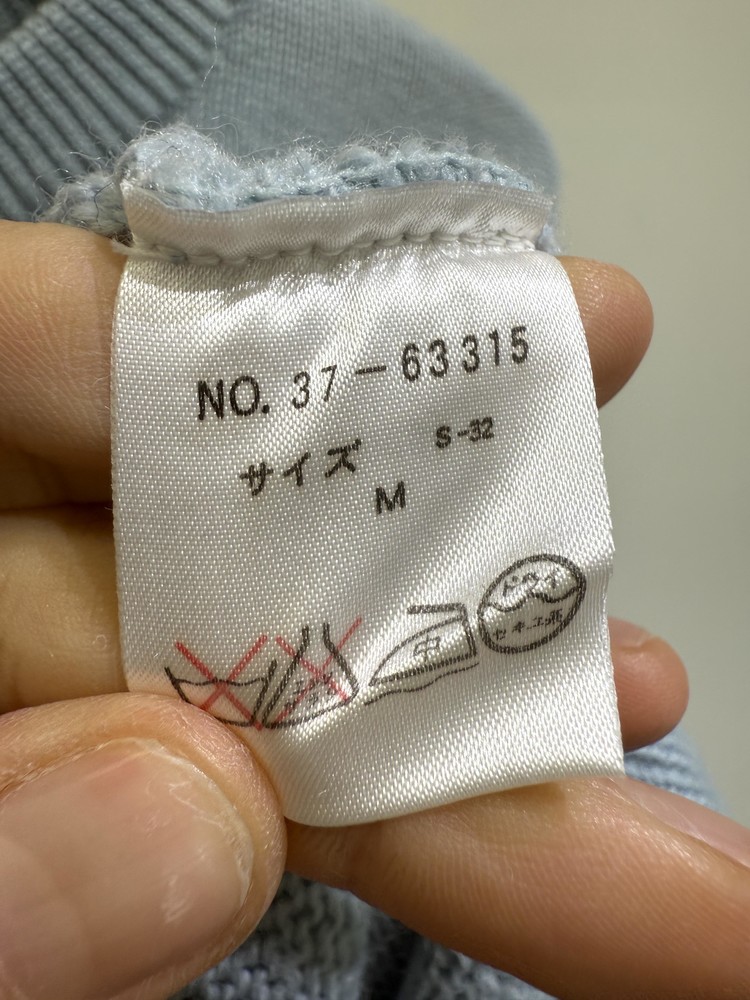 NO. 37-63315
サイズ S-32
M
中
ドライ
セキユ系